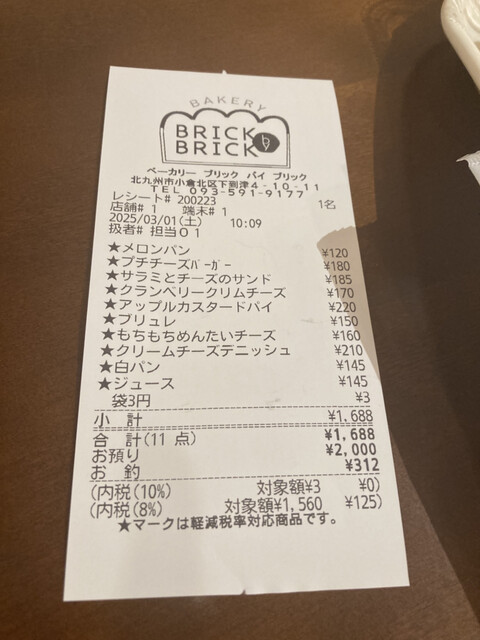 BAKERY
BRICK
BRICK
ベーカリー ブリック バイ ブリック
北九州市小倉北区下到津4-10-11
TEL 093-591-9177
レシート# 200223 1名
店舗# 1 端末# 1
2025/03/01(土) 10:09
扱者# 担当01
★メロンパン ¥120
★プチチーズバーガー ¥180
★サラミとチーズのサンド ¥185
★クランベリークリムチーズ ¥170
★アップルカスタードパイ ¥220
★ブリュレ ¥150
★もちもちめんたいチーズ ¥160
★クリームチーズデニッシュ ¥210
★白パン ¥145
★ジュース ¥145
袋3円 ¥3
小 計 ¥1,688
合 計(11 点) ¥1,688
お預り ¥2,000
お 釣 ¥312
(内税(10%) 対象額¥3 ¥0)
(内税(8%) 対象額¥1,560 ¥125)
★マークは軽減税率対応商品です。